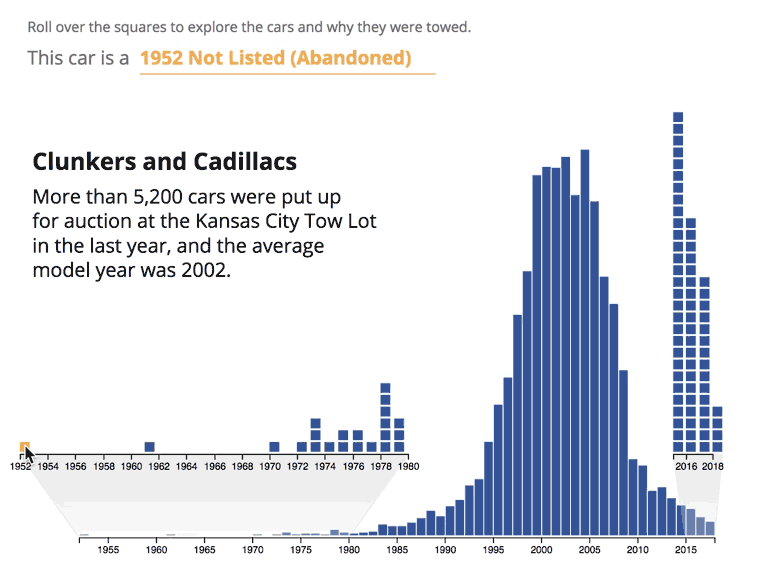 Roll over the squares to explore the cars and why they were towed.
This car is a 1952 Not Listed (Abandoned)
Clunkers and Cadillacs
More than 5,200 cars were put up
for auction at the Kansas City Tow Lot
in the last year, and the average
model year was 2002.
1952 1954 1956 1958 1960 1962 1964 1966 1968 1970 1972 1974 1976 1978 1980
2016 2018
1955 1960 1965 1970 1975 1980 1985 1990 1995 2000 2005 2010 2015